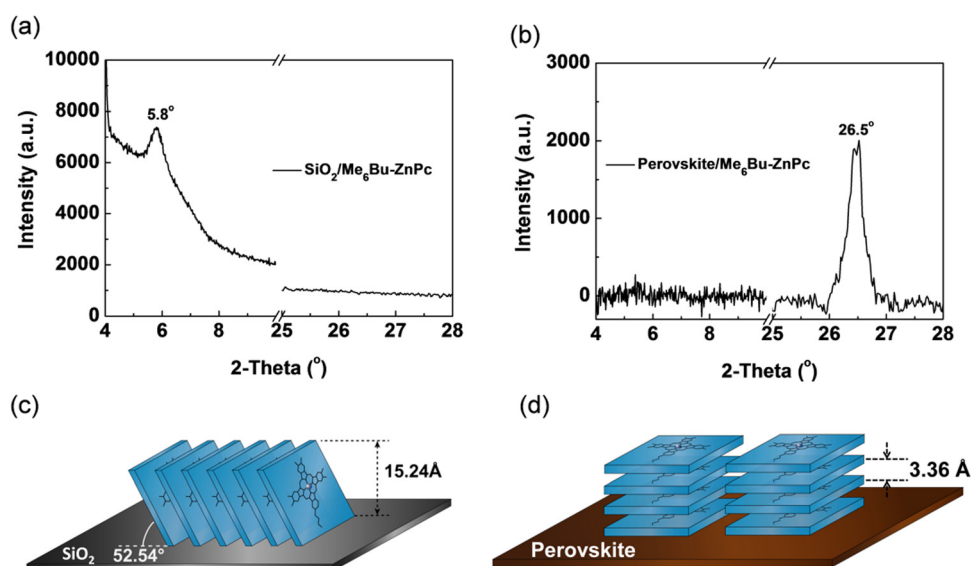 (a)
10000
8000
6000
4000
2000
0
Intensity (a.u.)
5.8°
SiO₂/Me₆Bu-ZnPc
4 6 8 25 26 27 28
2-Theta (°)
(b)
3000
2000
1000
0
Intensity (a.u.)
26.5°
Perovskite/Me₆Bu-ZnPc
4 6 8 25 26 27 28
2-Theta (°)
(c)
15.24Å
52.54°
SiO₂
(d)
3.36 Å
Perovskite